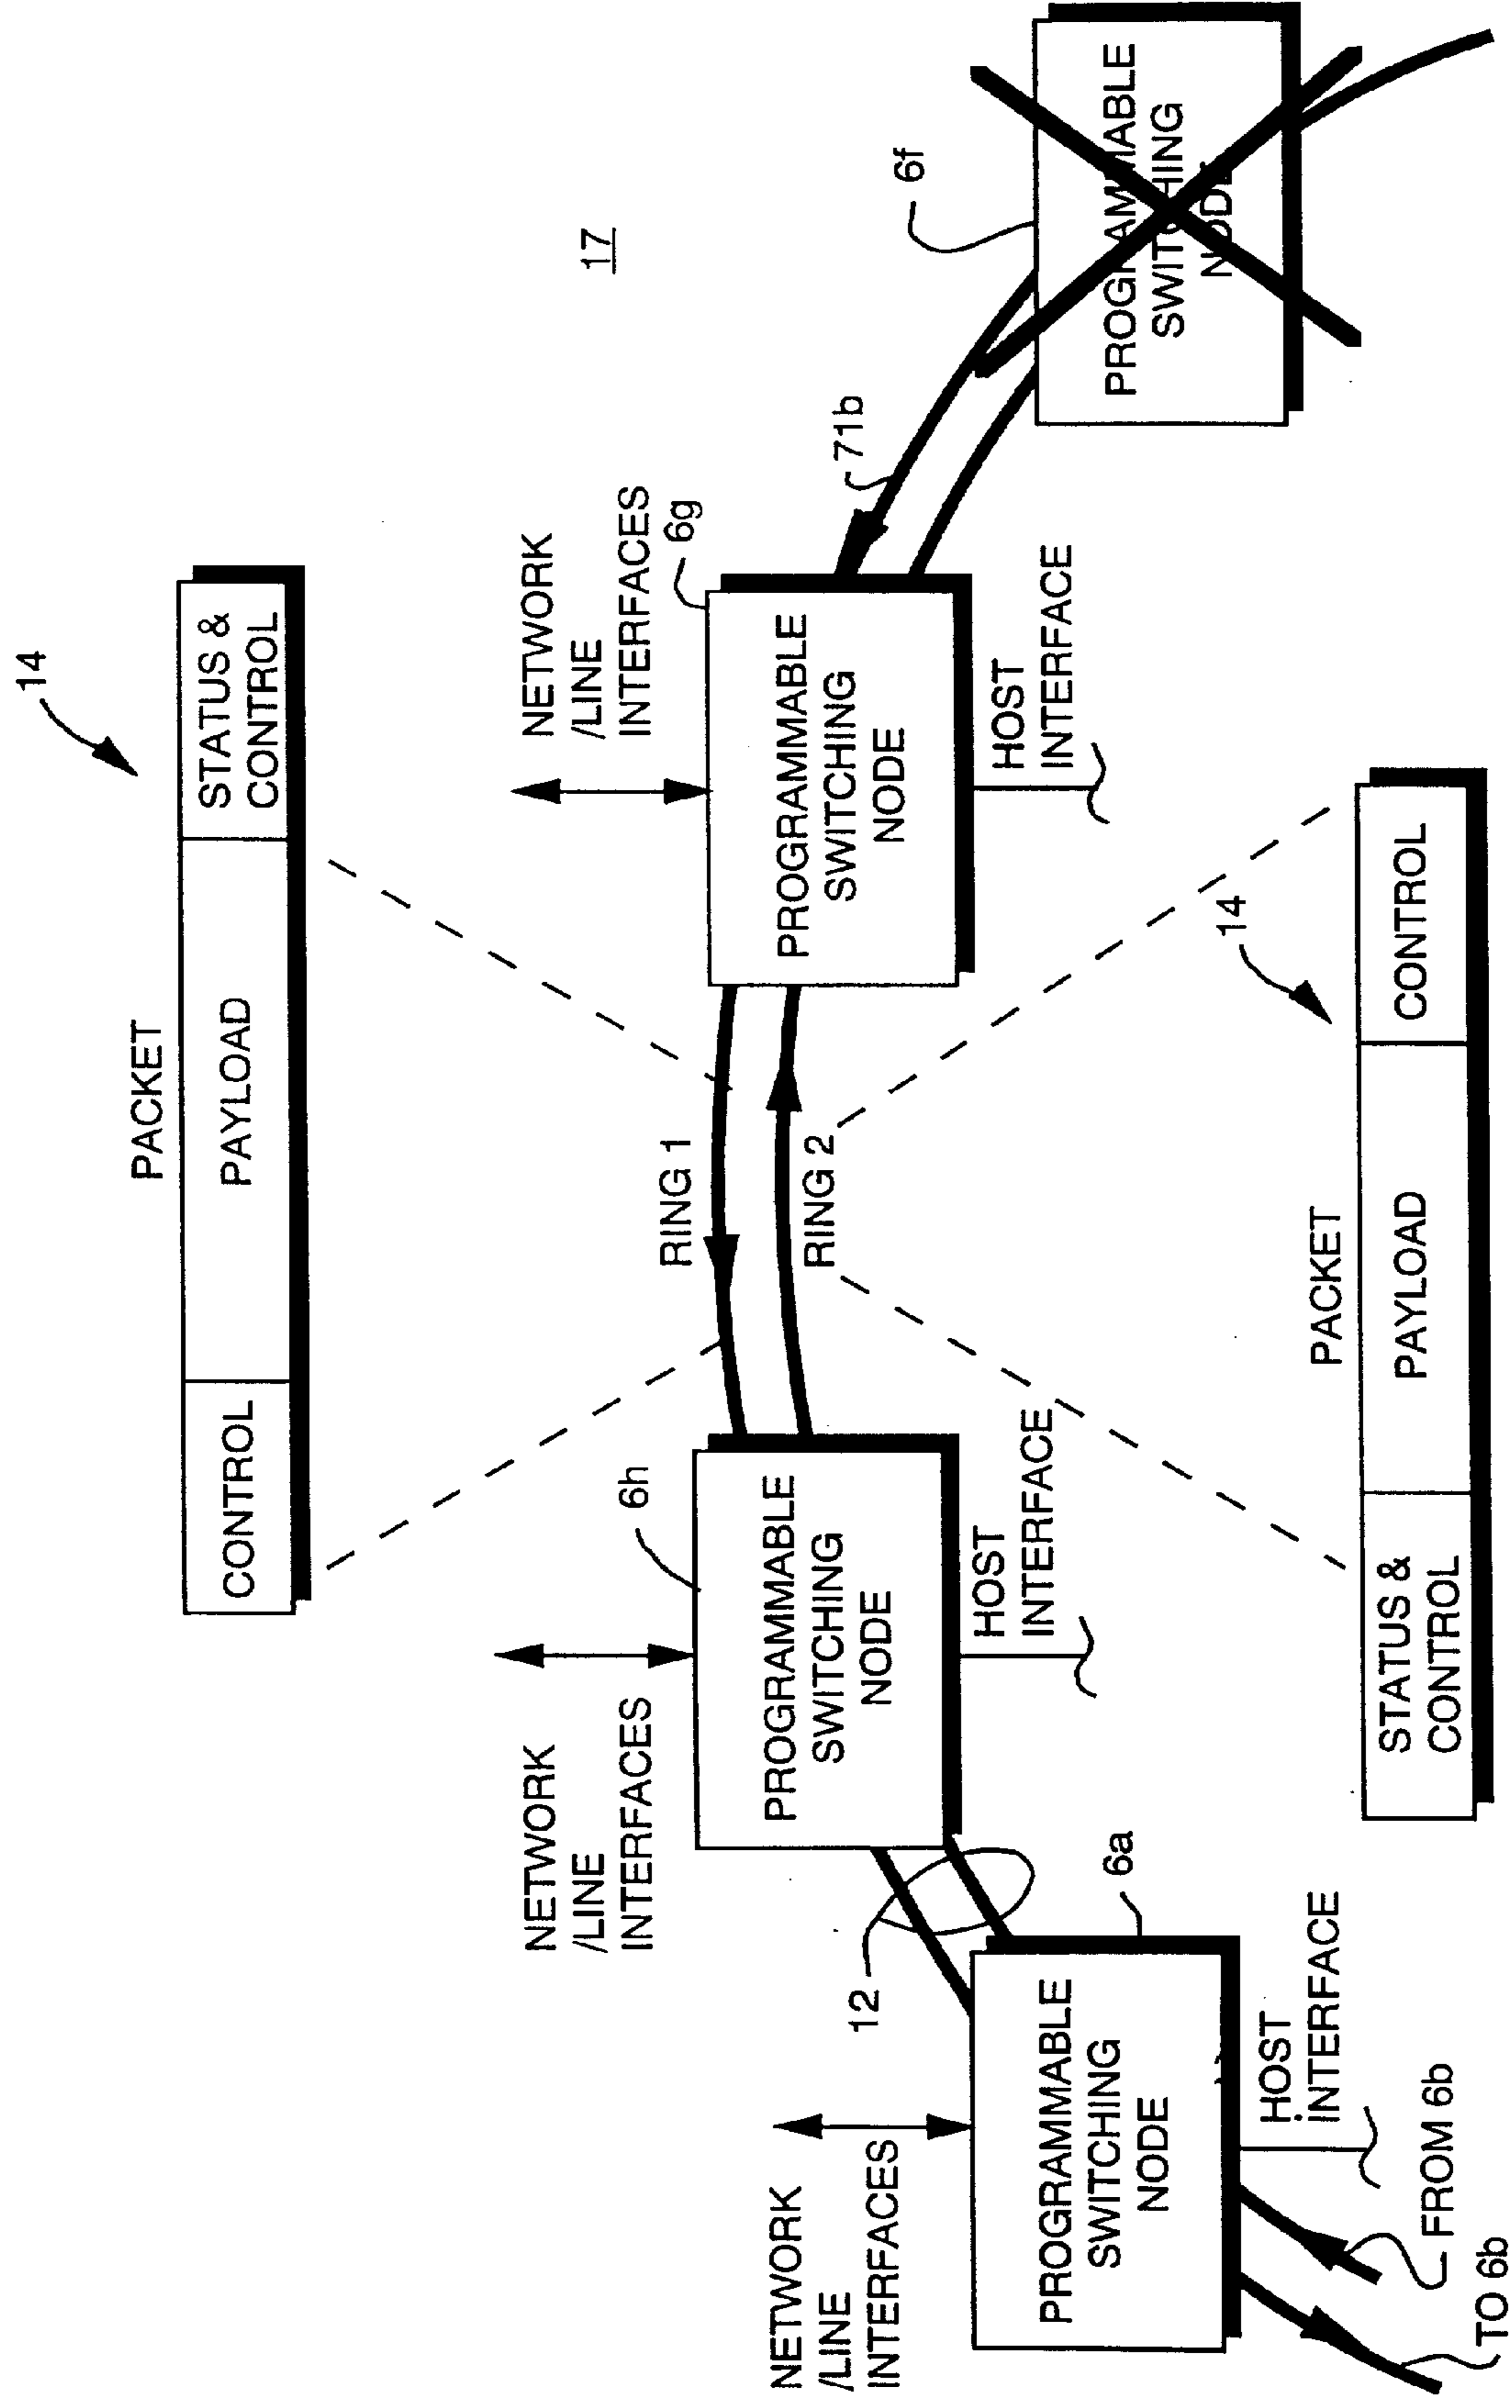 14
PACKET
CONTROL
PAYLOAD
STATUS &
CONTROL
17
NETWORK
/LINE
INTERFACES
6h
PROGRAMMABLE
SWITCHING
NODE
HOST
INTERFACE
RING 1
RING 2
NETWORK
/LINE
INTERFACES
6g
PROGRAMMABLE
SWITCHING
NODE
HOST
INTERFACE
71b
6f
PROGRAMMABLE
SWITCHING
NODE
NETWORK
/LINE
INTERFACES
12
6a
PROGRAMMABLE
SWITCHING
NODE
HOST
INTERFACE
FROM 6b
TO 6b
14
PACKET
STATUS &
CONTROL
PAYLOAD
CONTROL